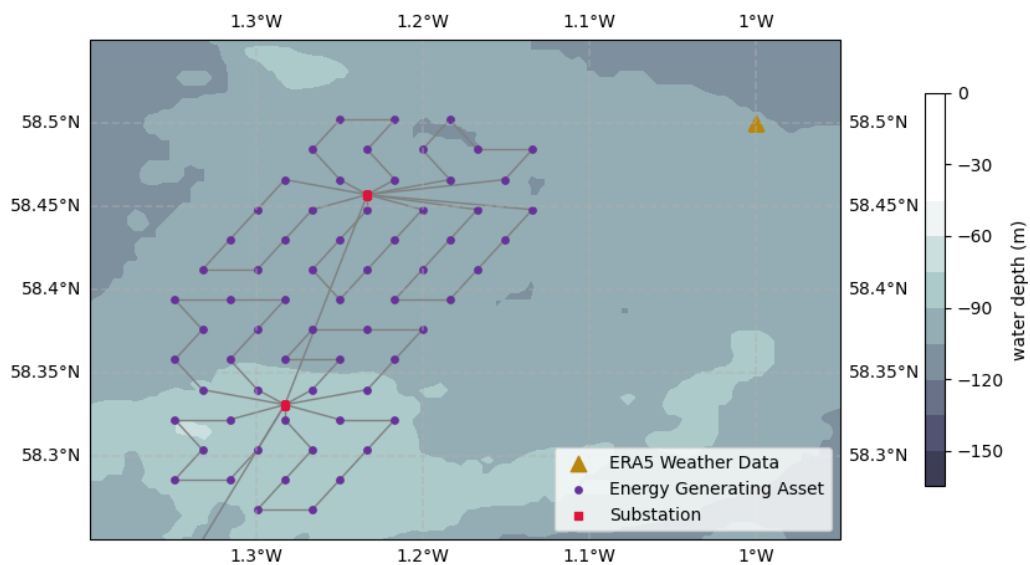 1.3°W 1.2°W 1.1°W 1°W
58.5°N 58.5°N 0
−30
58.45°N 58.45°N
−60
58.4°N 58.4°N −90
58.35°N 58.35°N −120
58.3°N 58.3°N −150
water depth (m)
ERA5 Weather Data
Energy Generating Asset
Substation
1.3°W 1.2°W 1.1°W 1°W